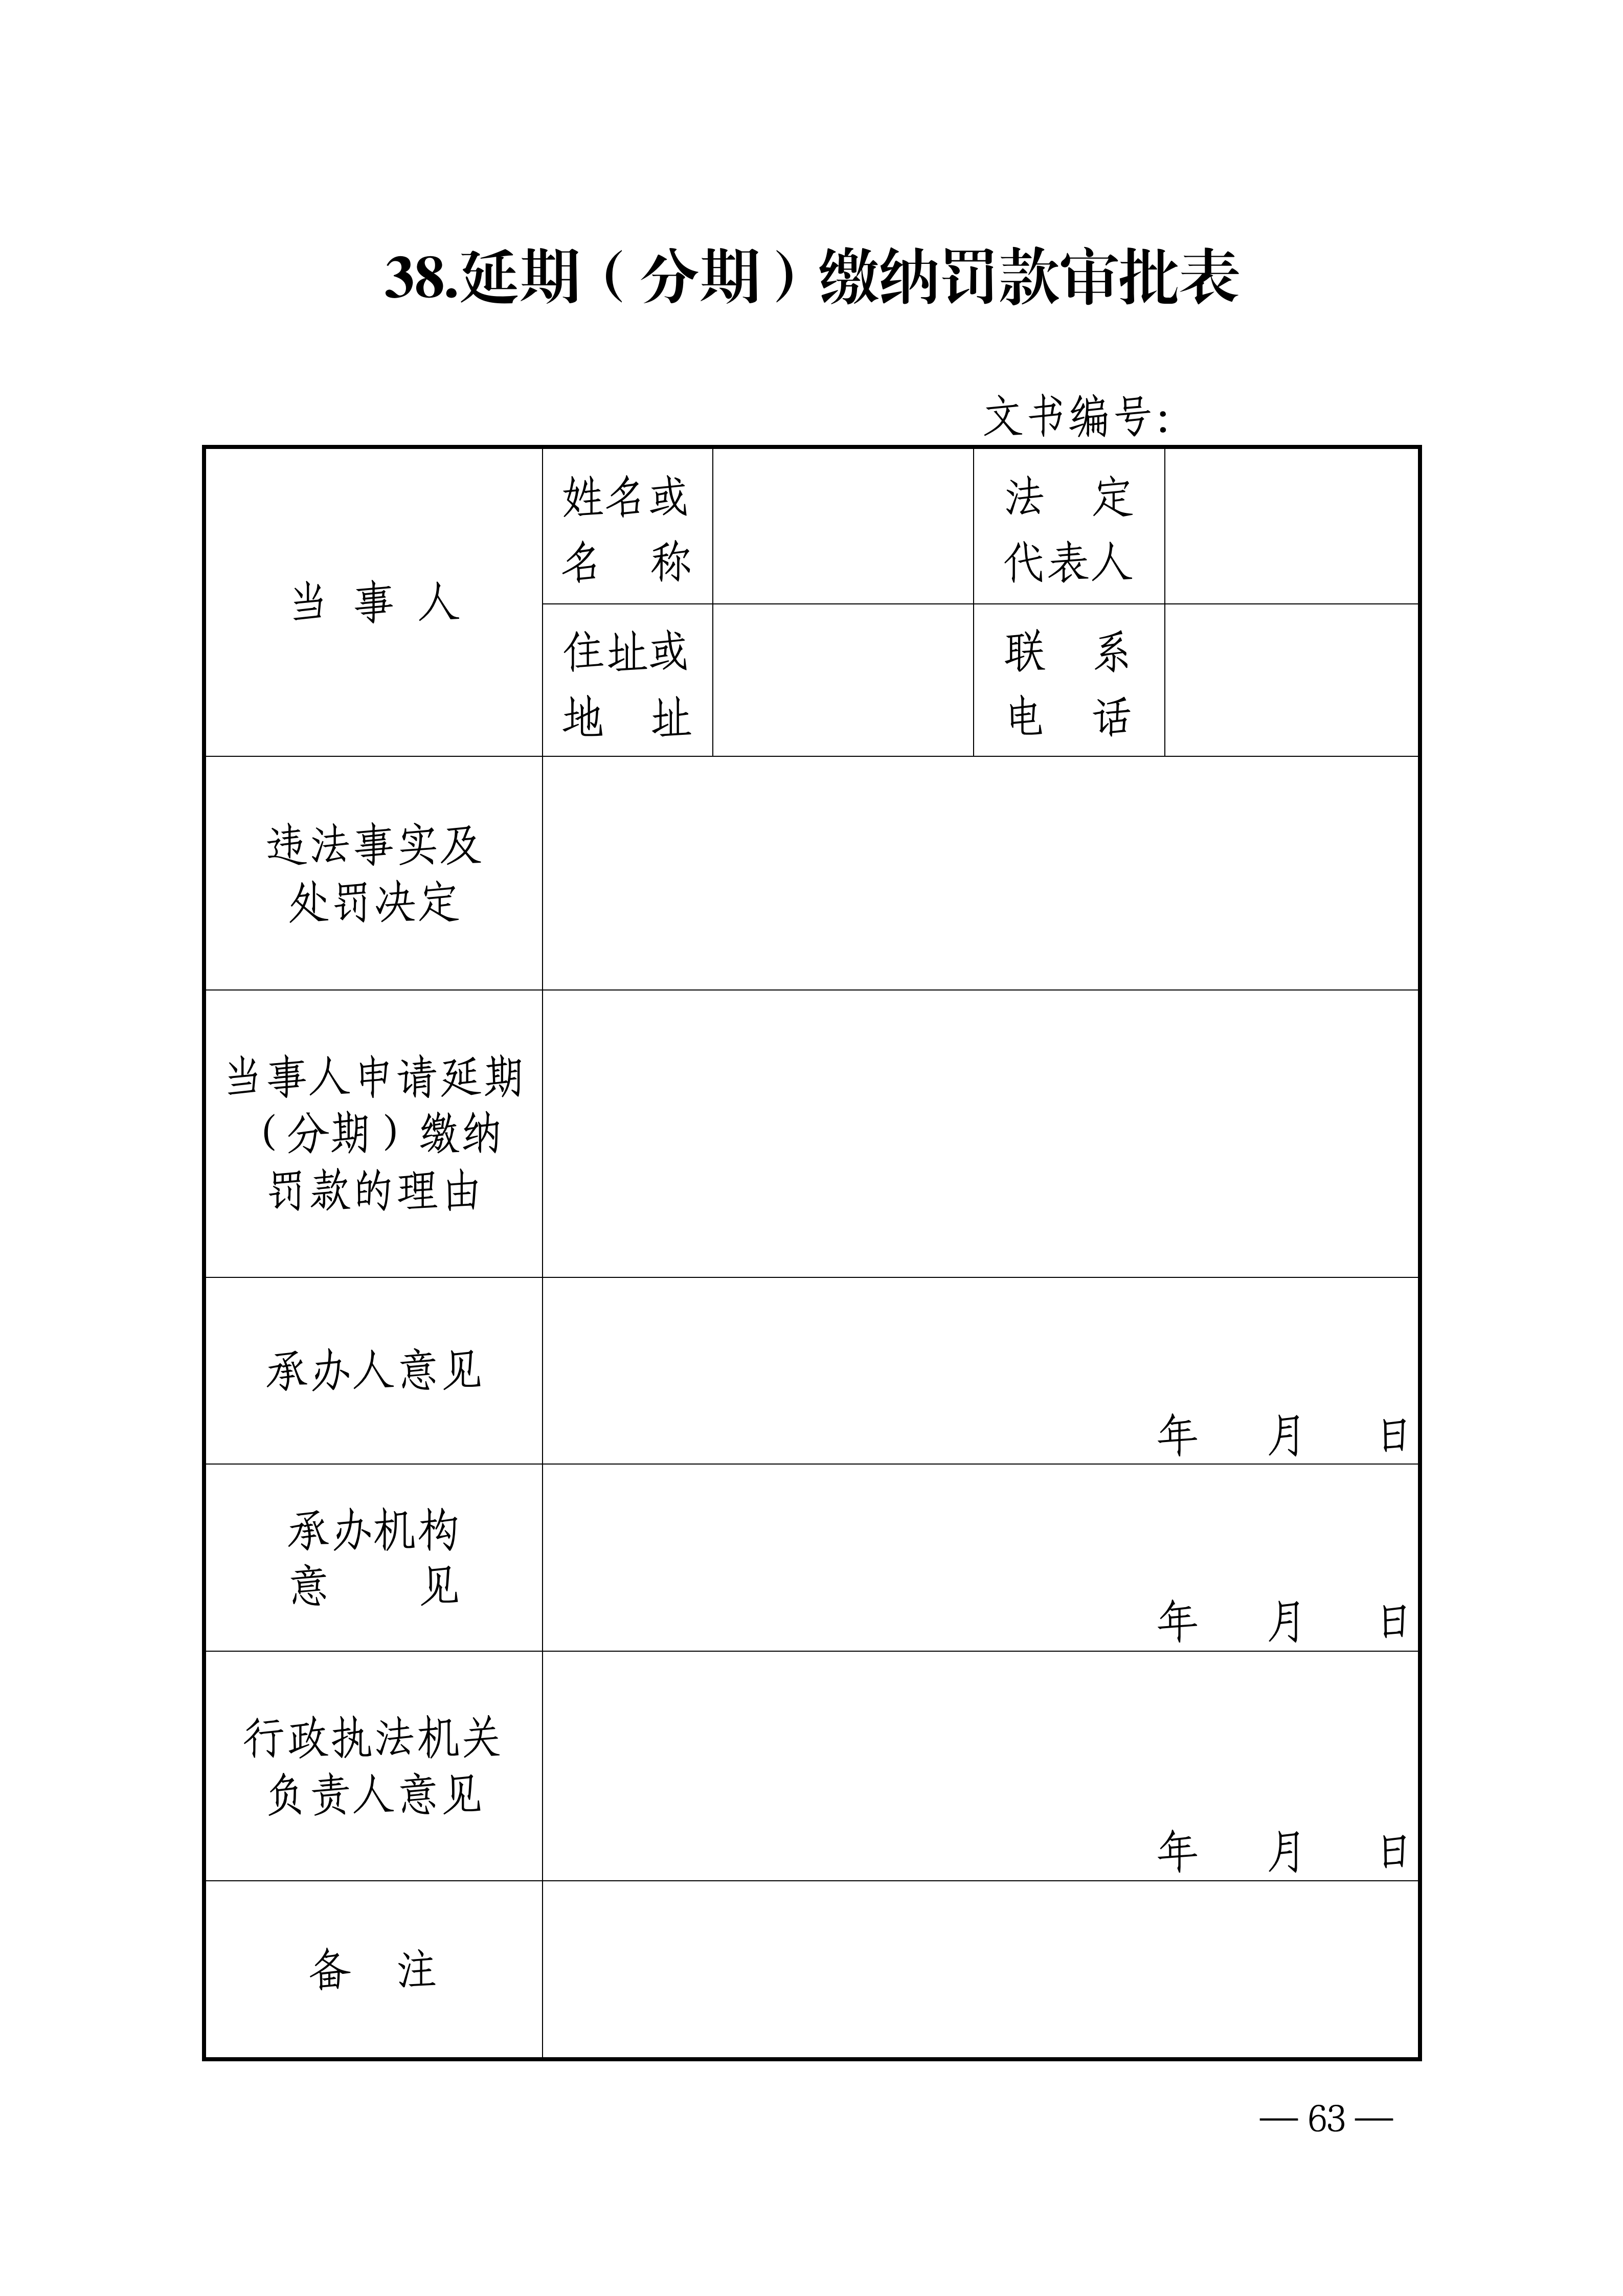 38.延期（分期）缴纳罚款审批表
文书编号:
当 事 人
姓名或
名 称
法 定
代表人
住址或
地 址
联 系
电 话
违法事实及
处罚决定
当事人申请延期
（分期）缴纳
罚款的理由
承办人意见
年 月 日
承办机构
意 见
年 月 日
行政执法机关
负责人意见
年 月 日
备 注
— 63 —